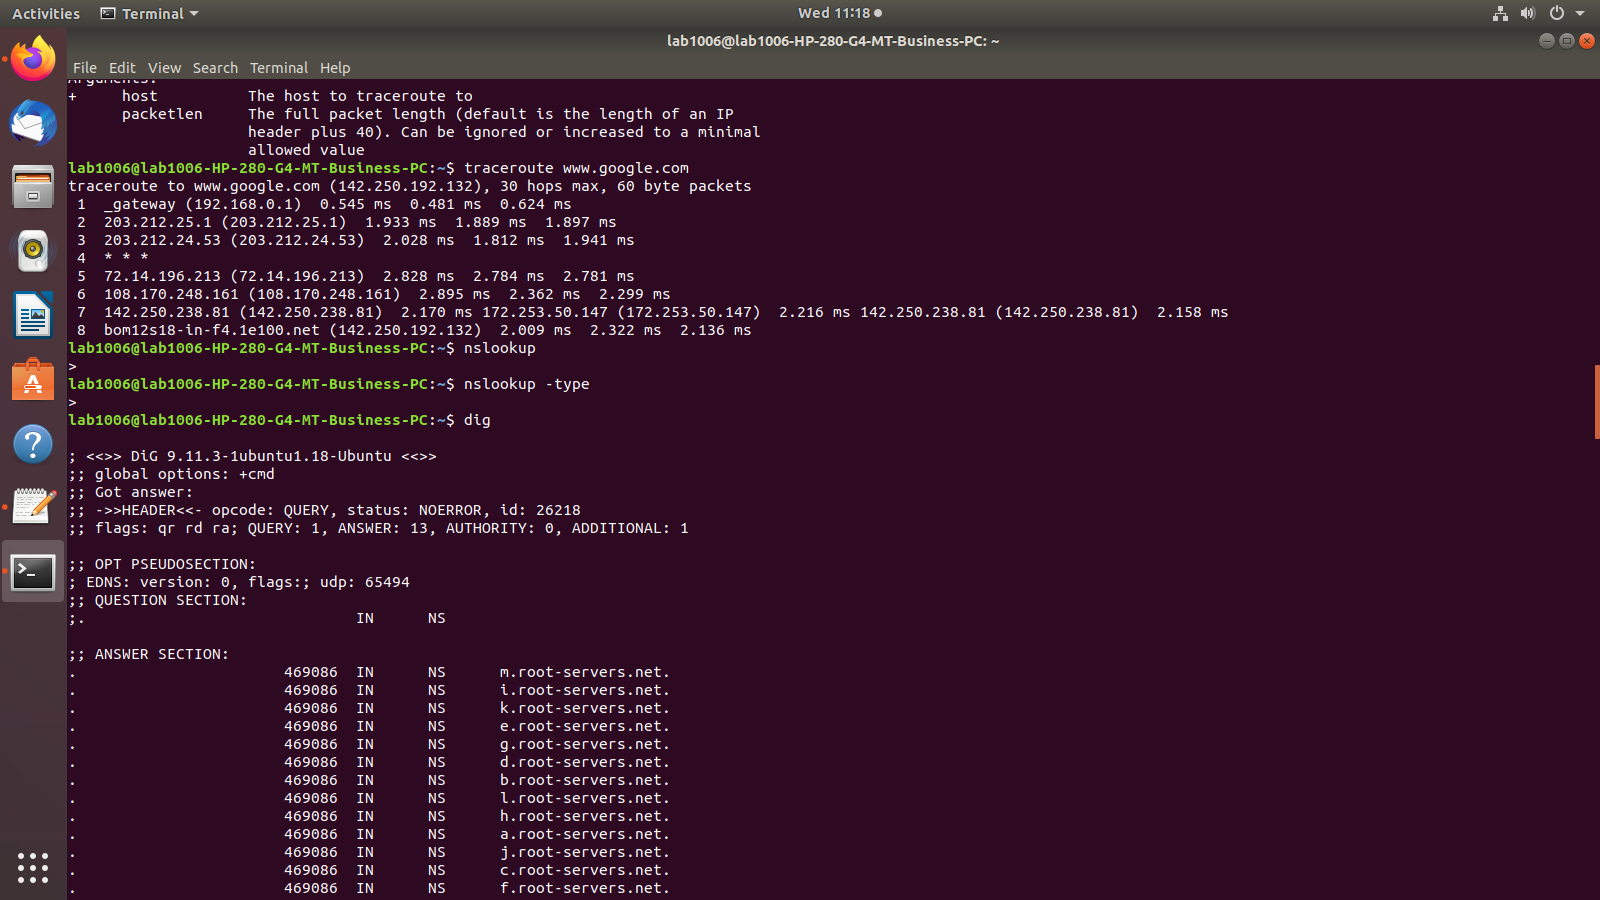 Activities Terminal Wed 11:18
lab1006@lab1006-HP-280-G4-MT-Business-PC: ~
File Edit View Search Terminal Help
Arguments:
+ host The host to traceroute to
packetlen The full packet length (default is the length of an IP
header plus 40). Can be ignored or increased to a minimal
allowed value
lab1006@lab1006-HP-280-G4-MT-Business-PC:~$ traceroute www.google.com
traceroute to www.google.com (142.250.192.132), 30 hops max, 60 byte packets
1 _gateway (192.168.0.1) 0.545 ms 0.481 ms 0.624 ms
2 203.212.25.1 (203.212.25.1) 1.933 ms 1.889 ms 1.897 ms
3 203.212.24.53 (203.212.24.53) 2.028 ms 1.812 ms 1.941 ms
4 * * *
5 72.14.196.213 (72.14.196.213) 2.828 ms 2.784 ms 2.781 ms
6 108.170.248.161 (108.170.248.161) 2.895 ms 2.362 ms 2.299 ms
7 142.250.238.81 (142.250.238.81) 2.170 ms 172.253.50.147 (172.253.50.147) 2.216 ms 142.250.238.81 (142.250.238.81) 2.158 ms
8 bom12s18-in-f4.1e100.net (142.250.192.132) 2.009 ms 2.322 ms 2.136 ms
lab1006@lab1006-HP-280-G4-MT-Business-PC:~$ nslookup
>
lab1006@lab1006-HP-280-G4-MT-Business-PC:~$ nslookup -type
>
lab1006@lab1006-HP-280-G4-MT-Business-PC:~$ dig
; <<>> DiG 9.11.3-1ubuntu1.18-Ubuntu <<>>
;; global options: +cmd
;; Got answer:
;; ->>HEADER<<- opcode: QUERY, status: NOERROR, id: 26218
;; flags: qr rd ra; QUERY: 1, ANSWER: 13, AUTHORITY: 0, ADDITIONAL: 1
;; OPT PSEUDOSECTION:
; EDNS: version: 0, flags:; udp: 65494
;; QUESTION SECTION:
;. IN NS
;; ANSWER SECTION:
. 469086 IN NS m.root-servers.net.
. 469086 IN NS i.root-servers.net.
. 469086 IN NS k.root-servers.net.
. 469086 IN NS e.root-servers.net.
. 469086 IN NS g.root-servers.net.
. 469086 IN NS d.root-servers.net.
. 469086 IN NS b.root-servers.net.
. 469086 IN NS l.root-servers.net.
. 469086 IN NS h.root-servers.net.
. 469086 IN NS a.root-servers.net.
. 469086 IN NS j.root-servers.net.
. 469086 IN NS c.root-servers.net.
. 469086 IN NS f.root-servers.net.